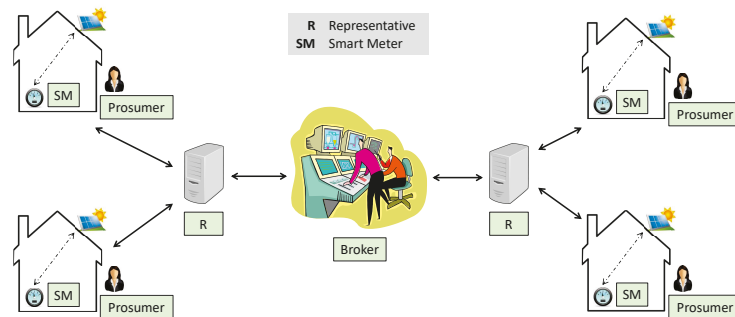 R Representative
SM Smart Meter
SM
Prosumer
SM
Prosumer
R
R
Broker
SM
Prosumer
SM
Prosumer